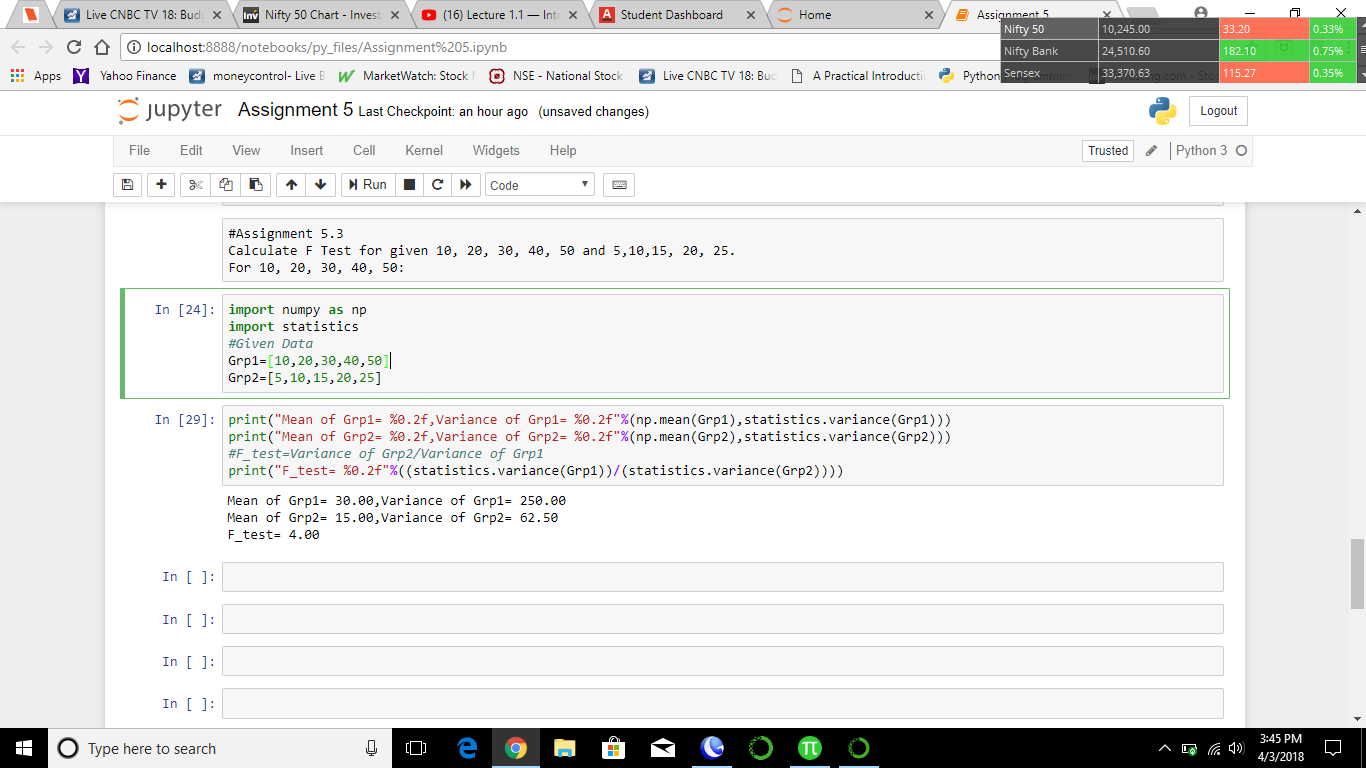 Live CNBC TV 18: Bud
Nifty 50 Chart - Invest
(16) Lecture 1.1 — Int
Student Dashboard
Home
Assignment 5
localhost:8888/notebooks/py_files/Assignment%205.ipynb
Nifty 50 10,245.00 33.20 0.33%
Nifty Bank 24,510.60 182.10 0.75%
Sensex 33,370.63 115.27 0.35%
Apps Yahoo Finance moneycontrol- Live B MarketWatch: Stock NSE - National Stock Live CNBC TV 18: Bud A Practical Introducti Python
jupyter Assignment 5 Last Checkpoint: an hour ago (unsaved changes) Logout
File Edit View Insert Cell Kernel Widgets Help Trusted Python 3
Run Code
#Assignment 5.3
Calculate F Test for given 10, 20, 30, 40, 50 and 5,10,15, 20, 25.
For 10, 20, 30, 40, 50:
In [24]: import numpy as np
import statistics
#Given Data
Grp1=[10,20,30,40,50]
Grp2=[5,10,15,20,25]
In [29]: print("Mean of Grp1= %0.2f,Variance of Grp1= %0.2f"%(np.mean(Grp1),statistics.variance(Grp1)))
print("Mean of Grp2= %0.2f,Variance of Grp2= %0.2f"%(np.mean(Grp2),statistics.variance(Grp2)))
#F_test=Variance of Grp2/Variance of Grp1
print("F_test= %0.2f"%((statistics.variance(Grp1))/(statistics.variance(Grp2))))
Mean of Grp1= 30.00,Variance of Grp1= 250.00
Mean of Grp2= 15.00,Variance of Grp2= 62.50
F_test= 4.00
In [ ]:
In [ ]:
In [ ]:
In [ ]:
Type here to search
3:45 PM
4/3/2018